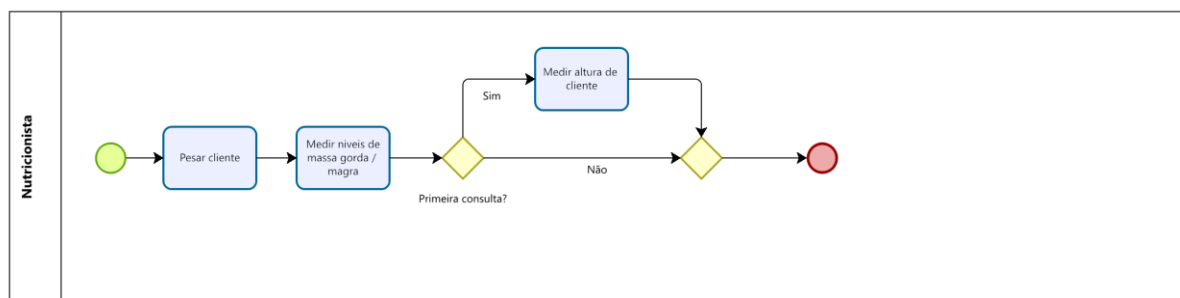 Nutricionista
Pesar cliente
Medir niveis de
massa gorda /
magra
Primeira consulta?
Sim
Medir altura de
cliente
Não